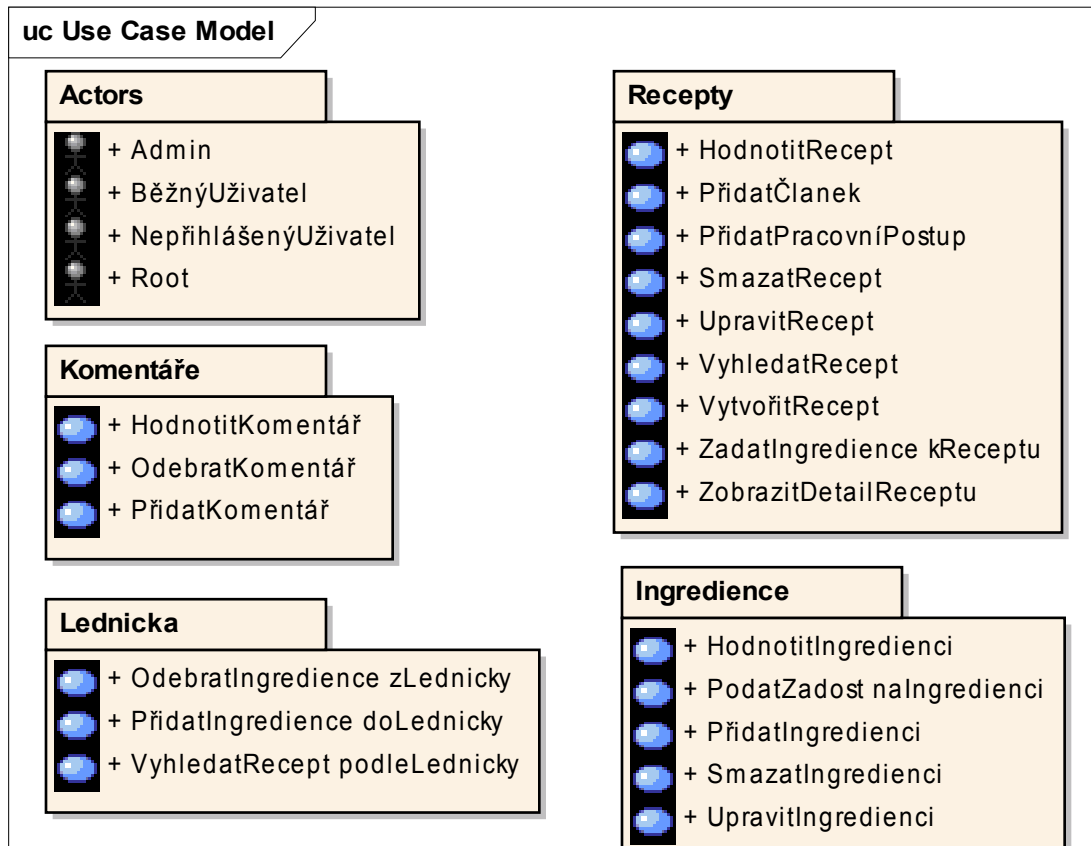 uc Use Case Model
Actors
+ Admin
+ BěžnýUživatel
+ NepřihlášenýUživatel
+ Root
Komentáře
+ HodnotitKomentář
+ OdebratKomentář
+ PřidatKomentář
Lednicka
+ OdebratIngredience zLednicky
+ PřidatIngredience doLednicky
+ VyhledatRecept podleLednicky
Recepty
+ HodnotitRecept
+ PřidatČlanek
+ PřidatPracovníPostup
+ SmazatRecept
+ UpravitRecept
+ VyhledatRecept
+ VytvořitRecept
+ ZadatIngredience kReceptu
+ ZobrazitDetailReceptu
Ingredience
+ HodnotitIngredienci
+ PodatZadost naIngredienci
+ PřidatIngredienci
+ SmazatIngredienci
+ UpravitIngredienci